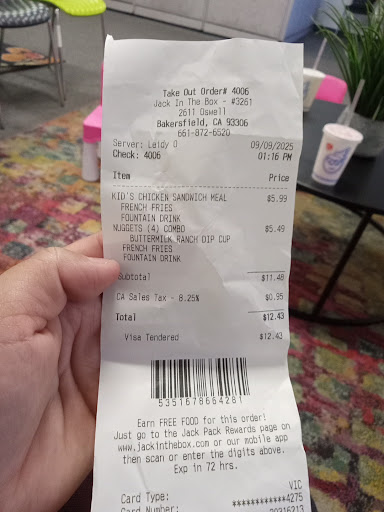 Take Out Order# 4006
Jack In The Box - #3261
2611 Oswell
Bakersfield, CA 93306
661-872-6520
Server: Leidy O 09/09/2025
Check: 4006 01:16 PM
Item Price
KID'S CHICKEN SANDWICH MEAL $5.99
FRENCH FRIES
FOUNTAIN DRINK
NUGGETS (4) COMBO $5.49
BUTTERMILK RANCH DIP CUP
FRENCH FRIES
FOUNTAIN DRINK
Subtotal $11.48
CA Sales Tax - 8.25% $0.95
Total $12.43
Visa Tendered $12.43
5351678664281
Earn FREE FOOD for this order!
Just go to the Jack Pack Rewards page on
www.jackinthebox.com or our mobile app
then scan or enter the digits above.
Exp in 72 hrs.
Card Type: VIC
Card Number: ************4275